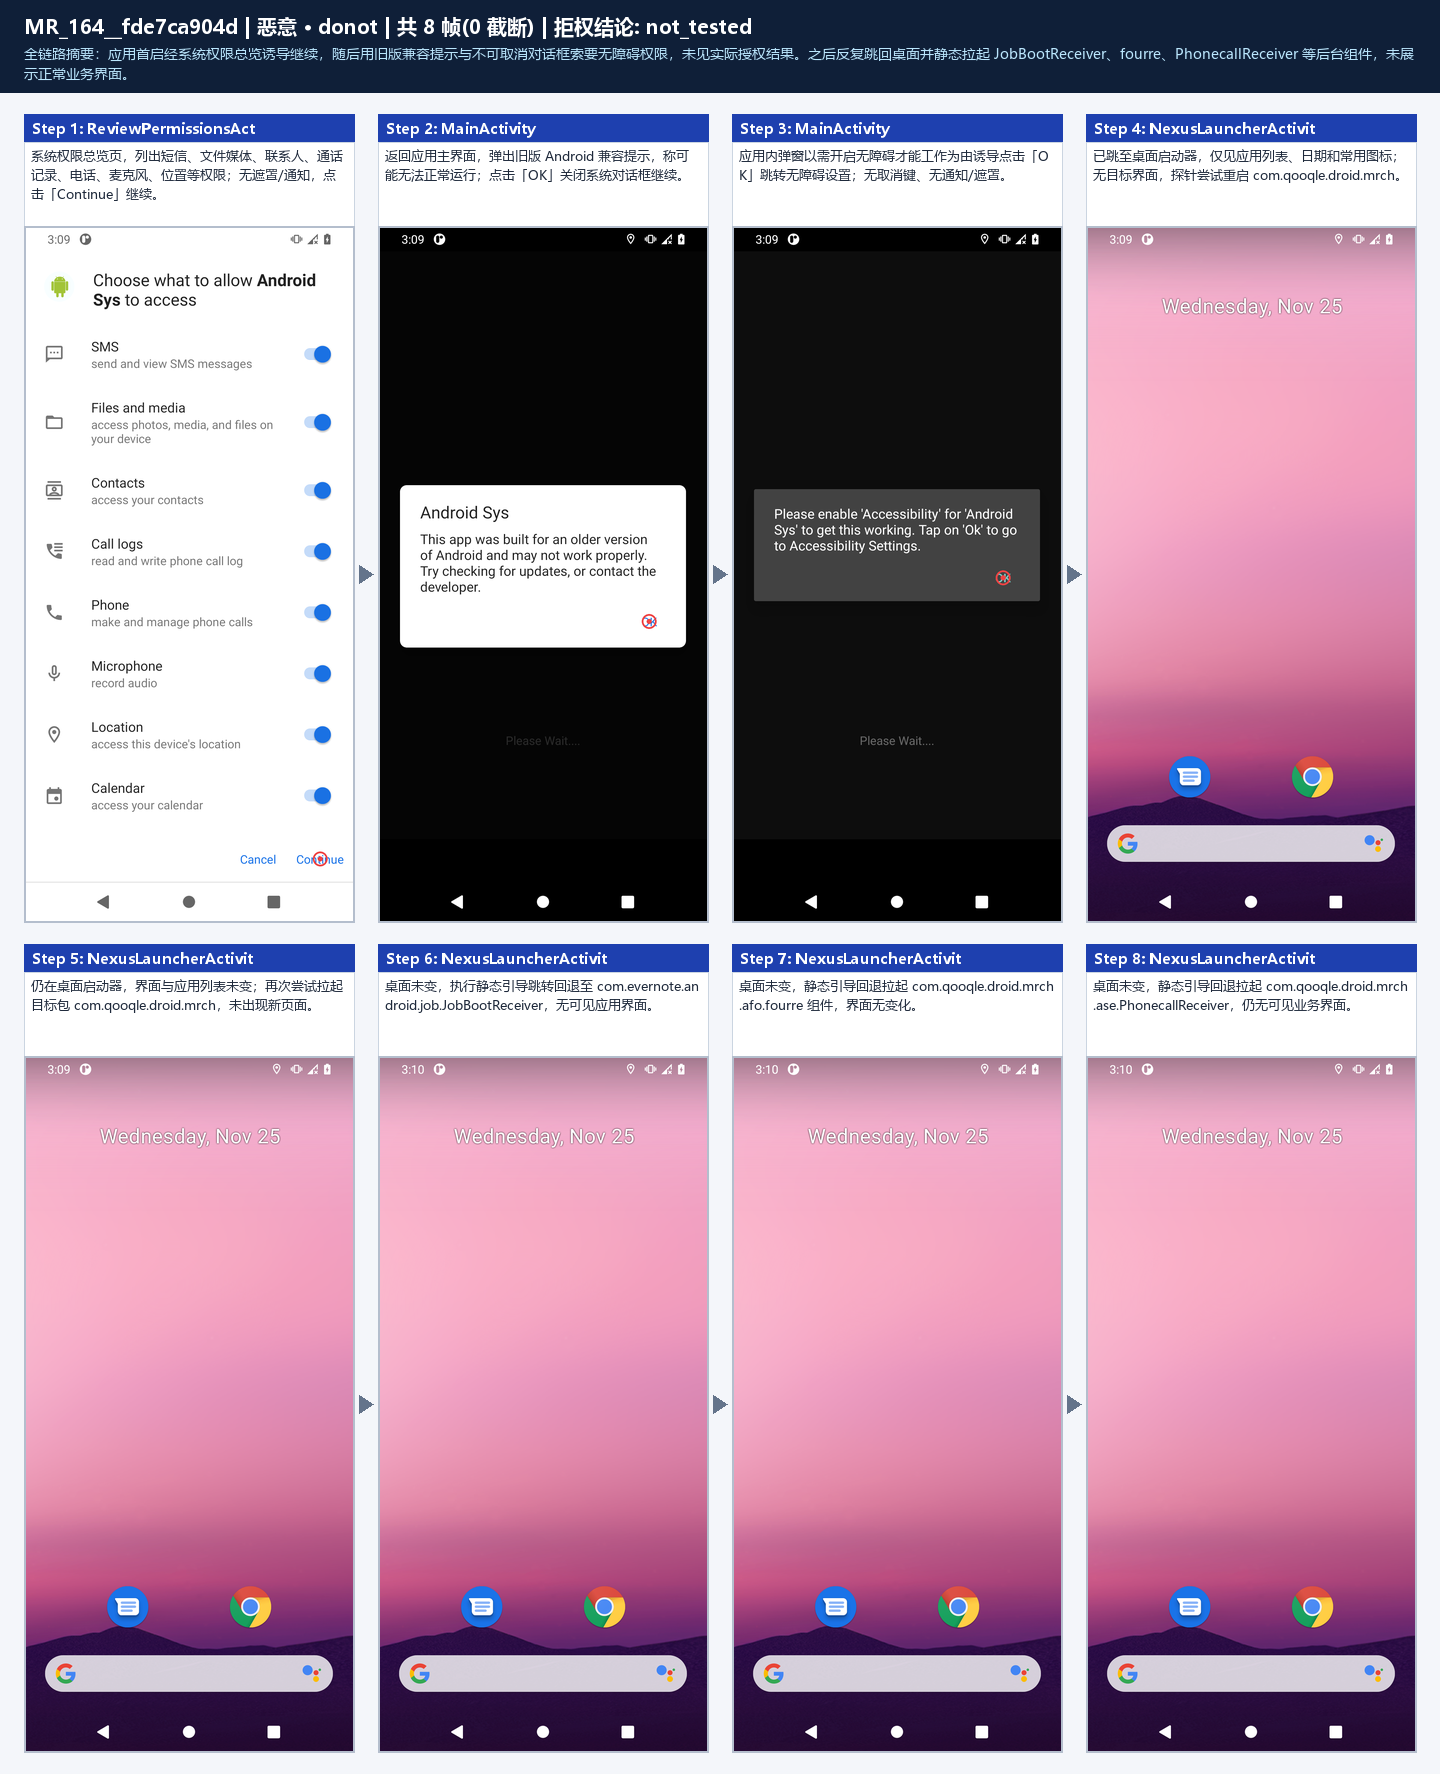 MR_164__fde7ca904d | 恶意 • donot | 共 8 帧(0 截断) | 拒权结论: not_tested
全链路摘要：应用首启经系统权限总览诱导继续，随后用旧版兼容提示与不可取消对话框索要无障碍权限，未见实际授权结果。之后反复跳回桌面并静态拉起 JobBootReceiver、fourre、PhonecallReceiver 等后台组件，未展
示正常业务界面。
Step 1: ReviewPermissionsAct
系统权限总览页，列出短信、文件媒体、联系人、通话
记录、电话、麦克风、位置等权限；无遮罩/通知，点
击「Continue」继续。
3:09
Choose what to allow Android
Sys to access
SMS
send and view SMS messages
Files and media
access photos, media, and files on
your device
Contacts
access your contacts
Call logs
read and write phone call log
Phone
make and manage phone calls
Microphone
record audio
Location
access this device's location
Calendar
access your calendar
Cancel
Continue
Step 2: MainActivity
返回应用主界面，弹出旧版 Android 兼容提示，称可
能无法正常运行；点击「OK」关闭系统对话框继续。
3:09
Android Sys
This app was built for an older version
of Android and may not work properly.
Try checking for updates, or contact the
developer.
Please Wait....
Step 3: MainActivity
应用内弹窗以需开启无障碍才能工作为由诱导点击「O
K」跳转无障碍设置；无取消键、无通知/遮罩。
3:09
Please enable 'Accessibility' for 'Android
Sys' to get this working. Tap on 'Ok' to go
to Accessibility Settings.
Please Wait....
Step 4: NexusLauncherActivit
已跳至桌面启动器，仅见应用列表、日期和常用图标；
无目标界面，探针尝试重启 com.qooqle.droid.mrch。
3:09
Wednesday, Nov 25
Step 5: NexusLauncherActivit
仍在桌面启动器，界面与应用列表未变；再次尝试拉起
目标包 com.qooqle.droid.mrch，未出现新页面。
3:09
Wednesday, Nov 25
Step 6: NexusLauncherActivit
桌面未变，执行静态引导跳转回退至 com.evernote.an
droid.job.JobBootReceiver，无可见应用界面。
3:10
Wednesday, Nov 25
Step 7: NexusLauncherActivit
桌面未变，静态引导回退拉起 com.qooqle.droid.mrch
.afo.fourre 组件，界面无变化。
3:10
Wednesday, Nov 25
Step 8: NexusLauncherActivit
桌面未变，静态引导回退拉起 com.qooqle.droid.mrch
.ase.PhonecallReceiver，仍无可见业务界面。
3:10
Wednesday, Nov 25